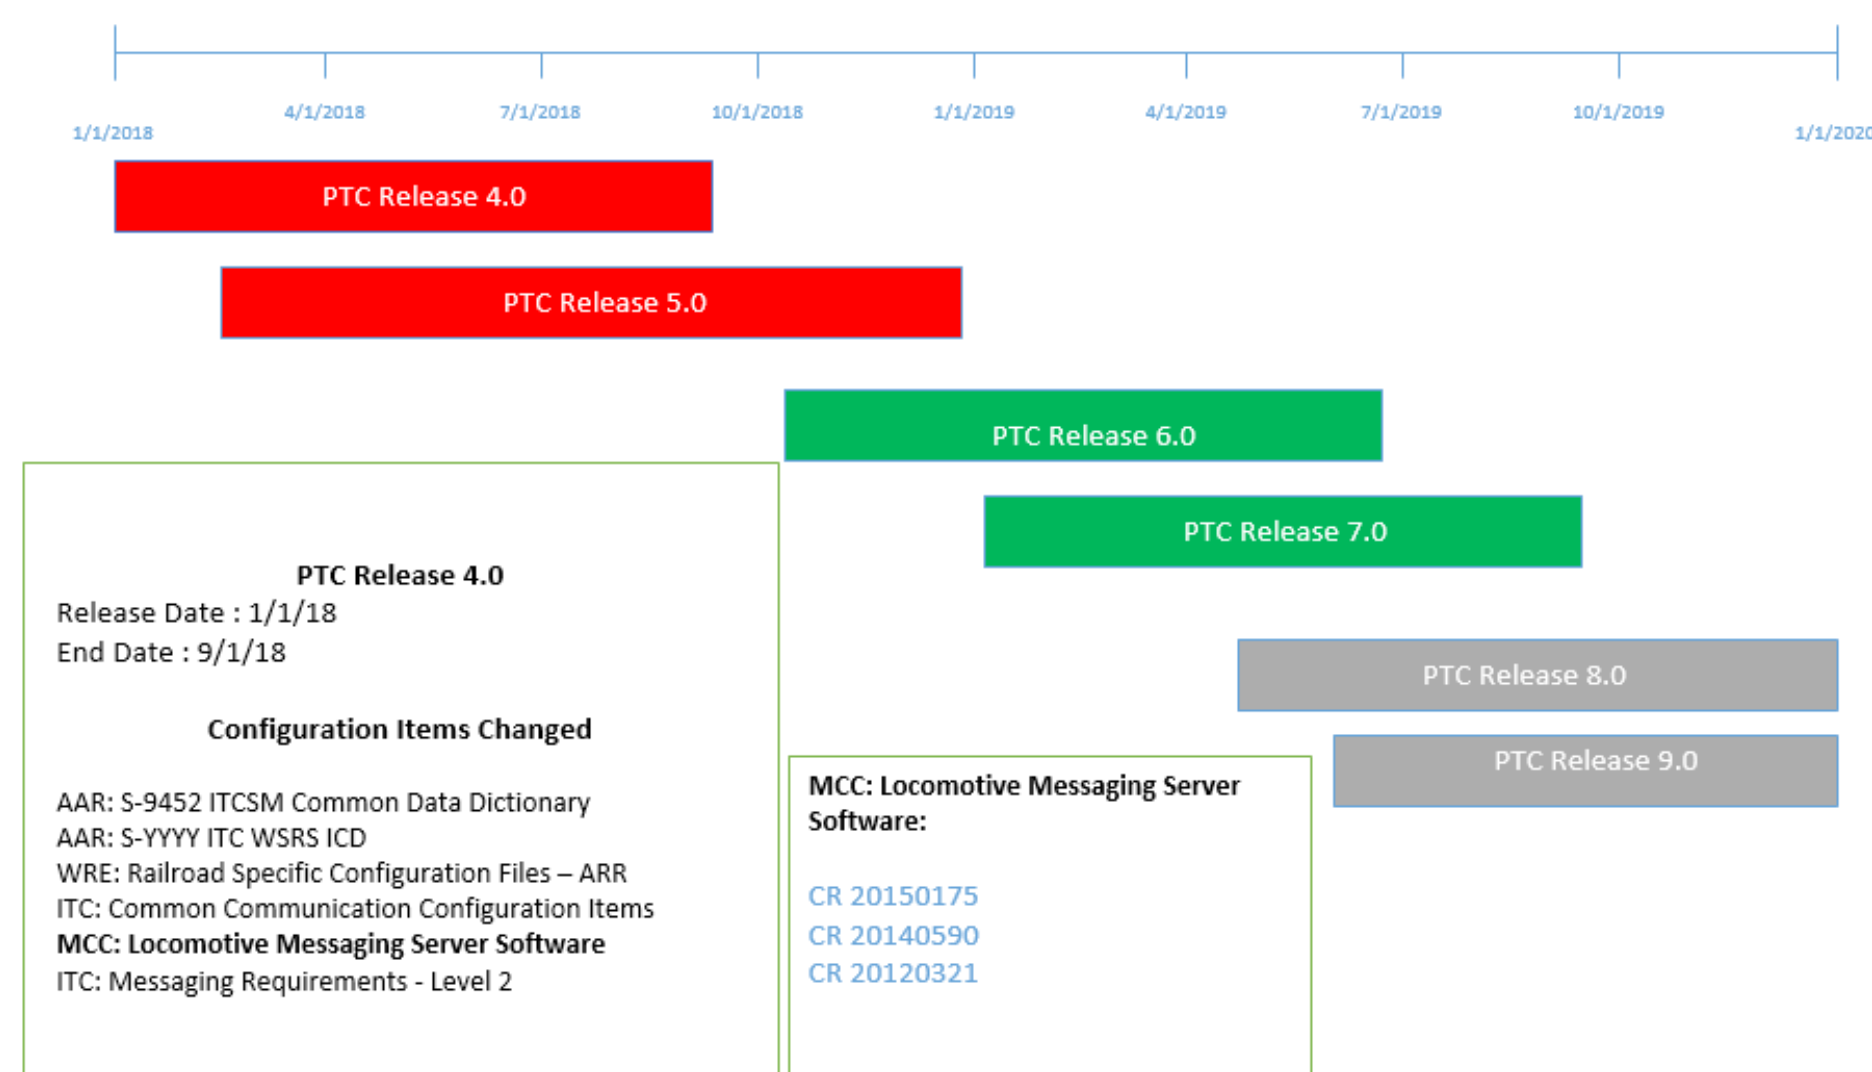 4/1/2018 7/1/2018 10/1/2018 1/1/2019 4/1/2019 7/1/2019 10/1/2019
1/1/2018 1/1/2020
PTC Release 4.0
PTC Release 5.0
PTC Release 6.0
PTC Release 7.0
PTC Release 8.0
PTC Release 9.0
PTC Release 4.0
Release Date : 1/1/18
End Date : 9/1/18
Configuration Items Changed
AAR: S-9452 ITCSM Common Data Dictionary
AAR: S-YYYY ITC WSRS ICD
WRE: Railroad Specific Configuration Files – ARR
ITC: Common Communication Configuration Items
MCC: Locomotive Messaging Server Software
ITC: Messaging Requirements - Level 2
MCC: Locomotive Messaging Server
Software:
CR 20150175
CR 20140590
CR 20120321